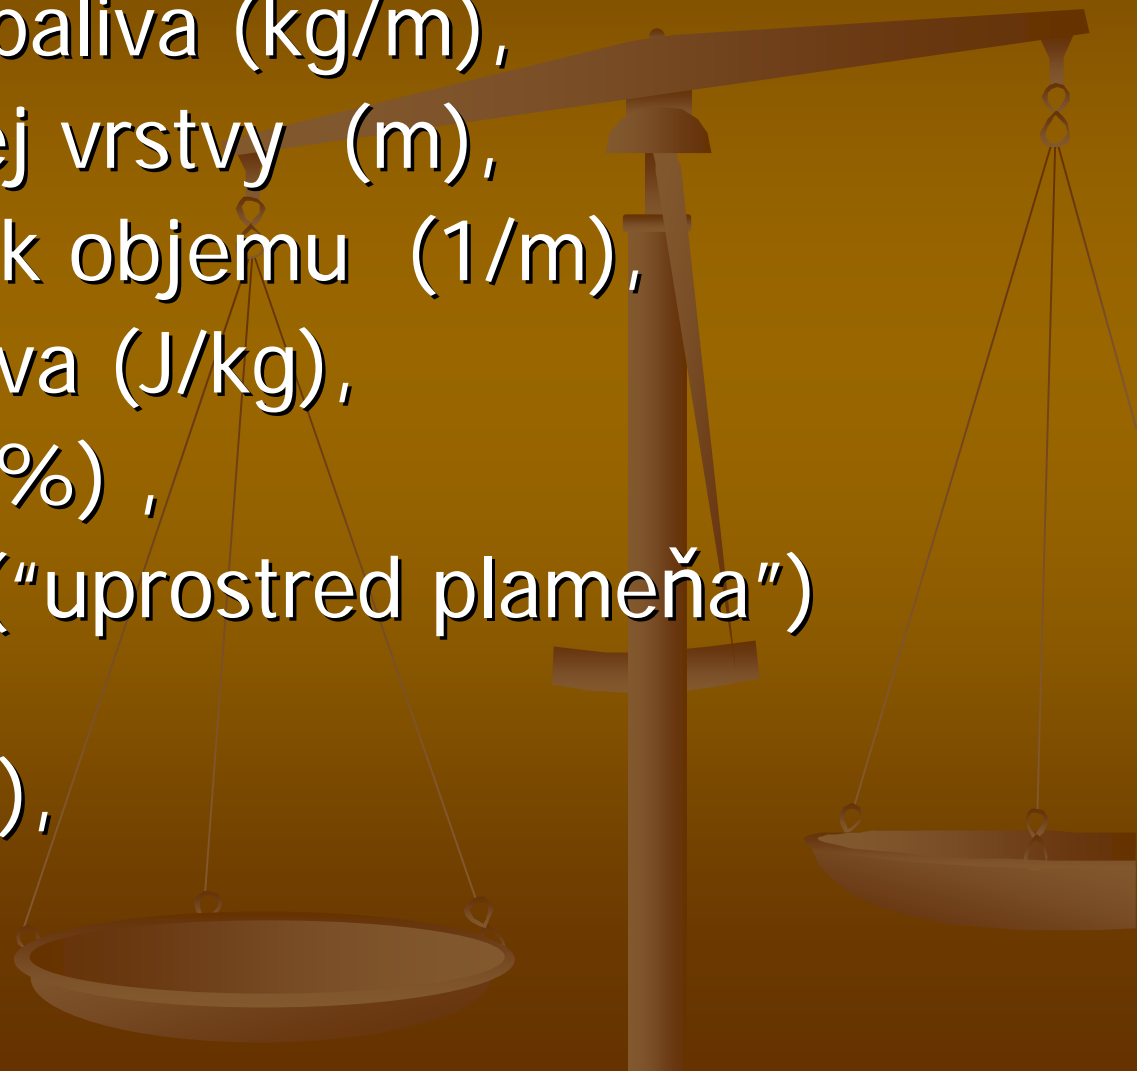 paliva (kg/m),
ej vrstvy (m),
k objemu (1/m),
va (J/kg),
%) ,
(“uprostred plameňa”)
),